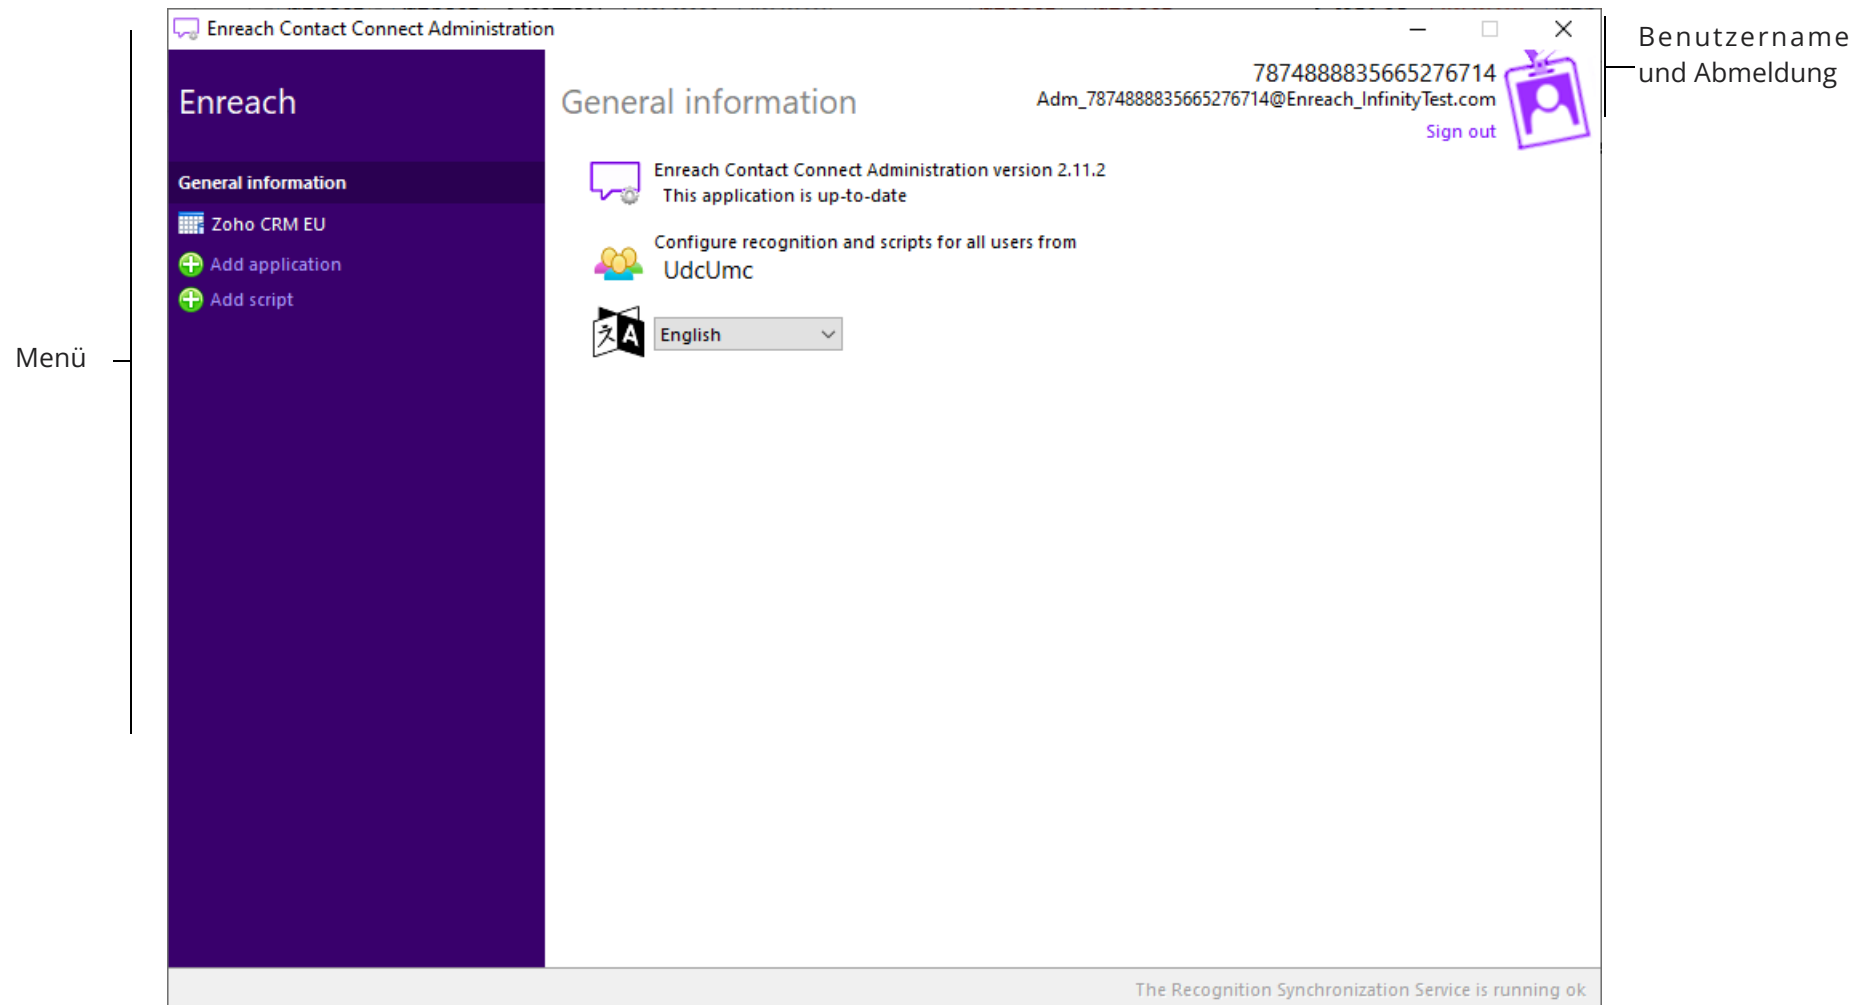 Enreach Contact Connect Administration
Benutzername
und Abmeldung
Enreach
General information
7874888835665276714
Adm_7874888835665276714@Enreach_InfinityTest.com
Sign out
General information
Zoho CRM EU
Add application
Add script
Enreach Contact Connect Administration version 2.11.2
This application is up-to-date
Configure recognition and scripts for all users from
UdcUmc
English
Menü
The Recognition Synchronization Service is running ok